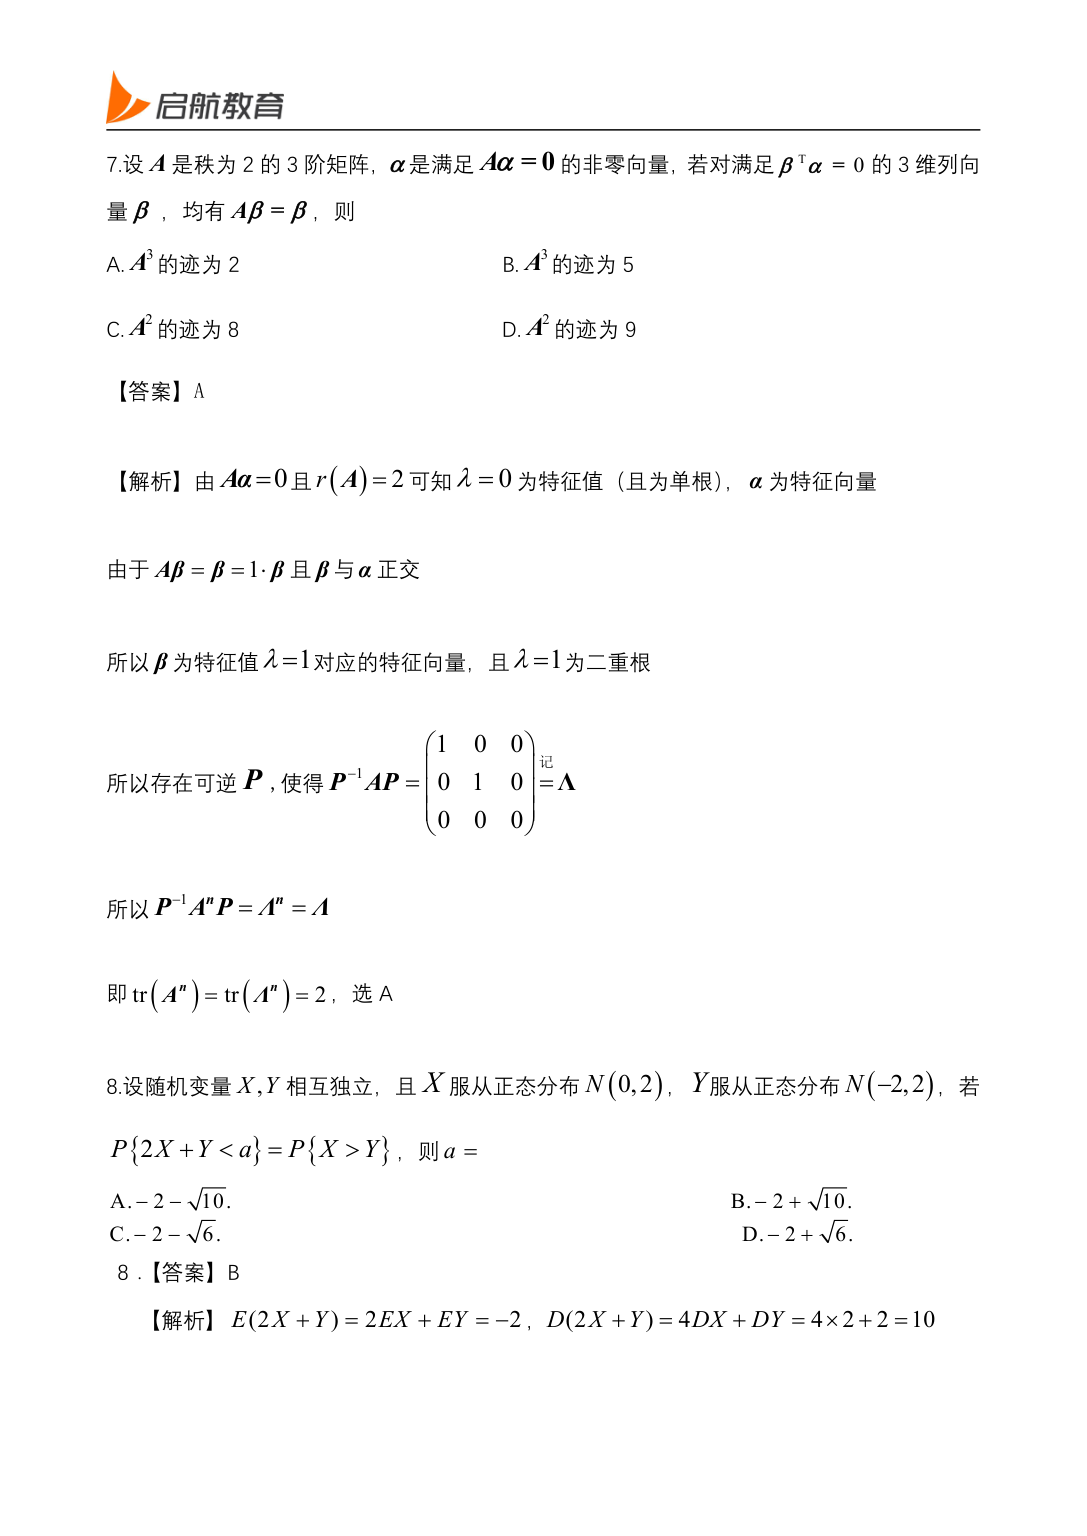 启航教育
7.设 A 是秩为 2 的 3 阶矩阵, α 是满足 Aα = 0 的非零向量, 若对满足 β^T α = 0 的 3 维列向
量 β , 均有 Aβ = β , 则
A. A^3 的迹为 2 B. A^3 的迹为 5
C. A^2 的迹为 8 D. A^2 的迹为 9
【答案】A
【解析】由 Aα=0且 r(A)=2 可知 λ=0 为特征值（且为单根）, α 为特征向量
由于 Aβ=β=1·β 且 β 与 α 正交
所以 β 为特征值 λ=1 对应的特征向量, 且 λ=1 为二重根
所以存在可逆 P ,使得 P^{-1}AP = (1 0 0; 0 1 0; 0 0 0) 记= Λ
所以 P^{-1}A^nP = Λ^n = Λ
即 tr(A^n) = tr(Λ^n) = 2 , 选 A
8.设随机变量 X,Y 相互独立, 且 X 服从正态分布 N(0,2), Y服从正态分布 N(−2,2), 若
P{2X+Y<a}=P{X>Y} , 则 a =
A.−2−√10. B.−2+√10.
C.−2−√6. D.−2+√6.
8.【答案】B
【解析】 E(2X+Y)=2EX+EY=−2, D(2X+Y)=4DX+DY=4×2+2=10